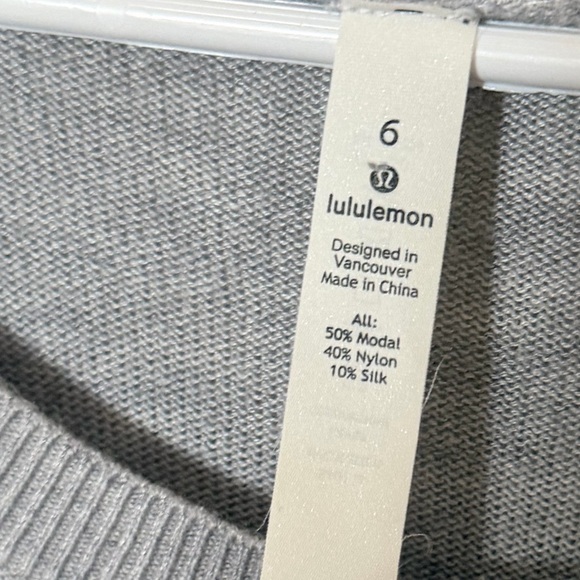 6
lululemon
Designed in
Vancouver
Made in China
All:
50% Modal
40% Nylon
10% Silk